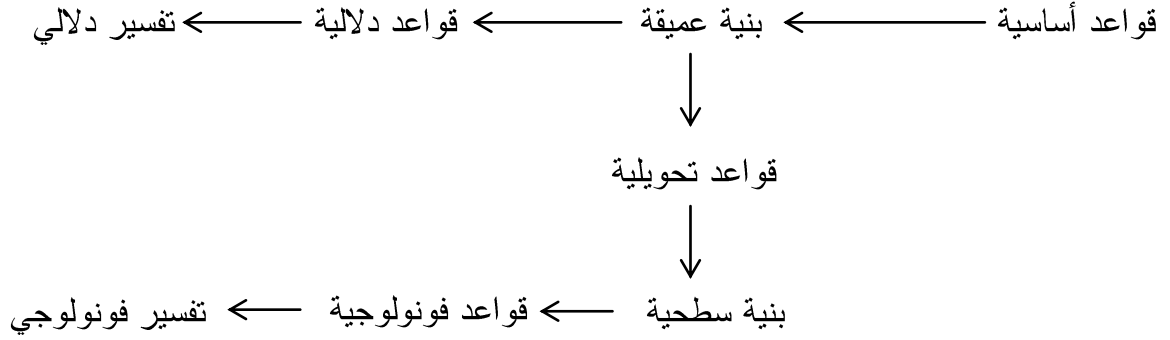 قواعد أساسية بنية عميقة قواعد دلالية تفسير دلالي
قواعد تحويلية
بنية سطحية قواعد فونولوجية تفسير فونولوجي